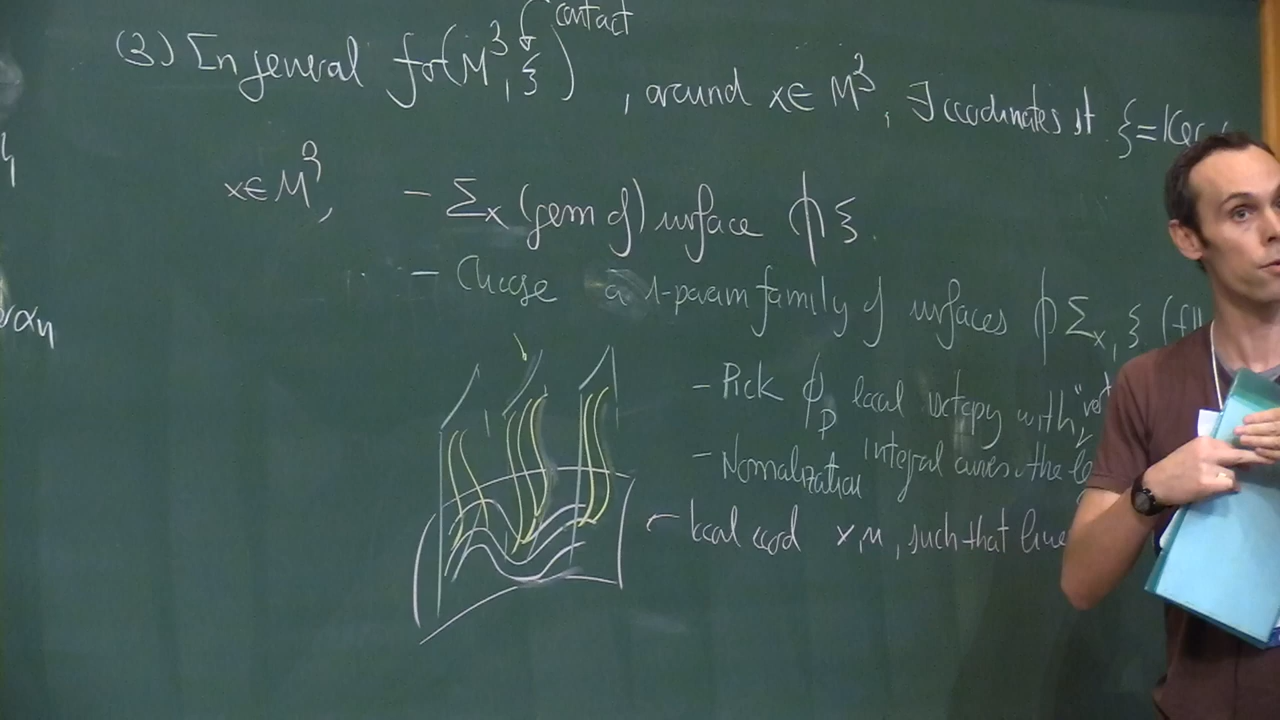 contact
(3) In general for (M³, ξ), around x ∈ M³, ∃ coordinates st. ξ = Ker
x ∈ M³, - Σx (germ of) surface ⋔ ξ.
- Choose a 1-param family of surfaces ⋔ Σx, ξ
- Pick ϕp local isotopy with
- Normalization integral curves . the
local coord x, u, such that